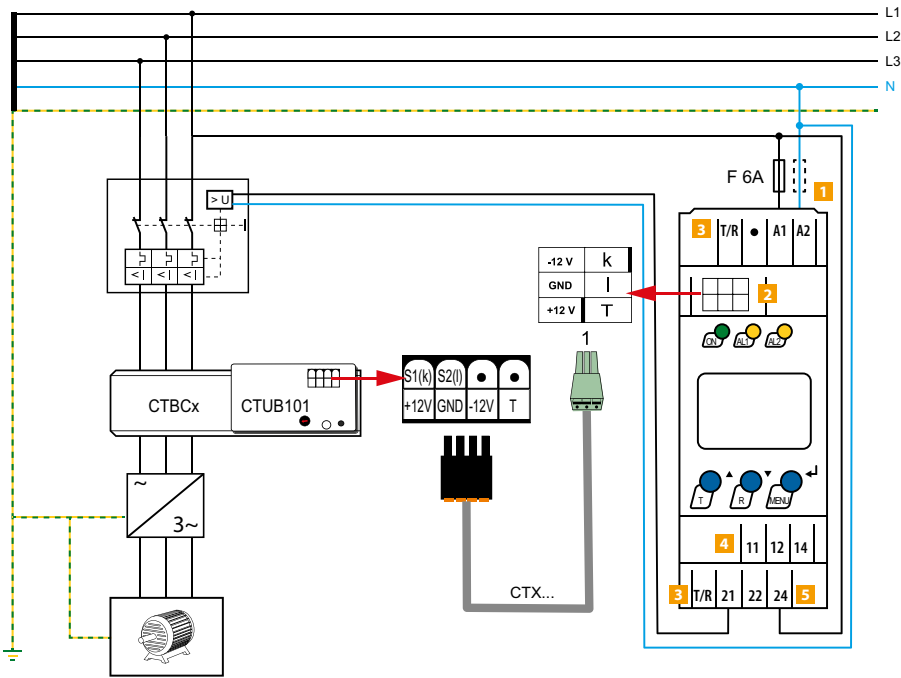 L1
L2
L3
N
F 6A
1
> U
3 T/R • A1 A2
-12 V k
GND l
+12 V T
2
1
ON AL1 AL2
< I < I < I
S1(k) S2(l) • •
+12V GND -12V T
CTBCx CTUB101
~
3~
T R MENU
4 11 12 14
CTX...
3 T/R 21 22 24 5